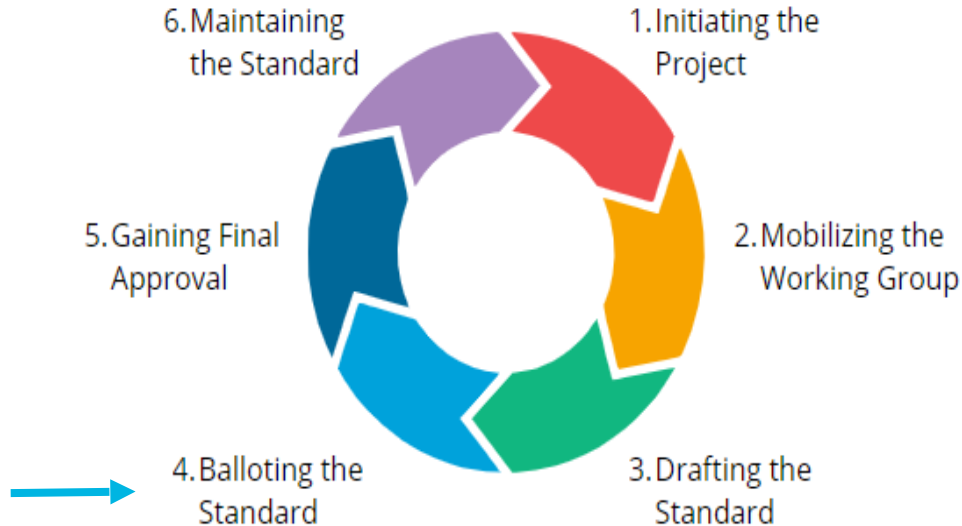 1. Initiating the
Project
2. Mobilizing the
Working Group
3. Drafting the
Standard
4. Balloting the
Standard
5. Gaining Final
Approval
6. Maintaining
the Standard